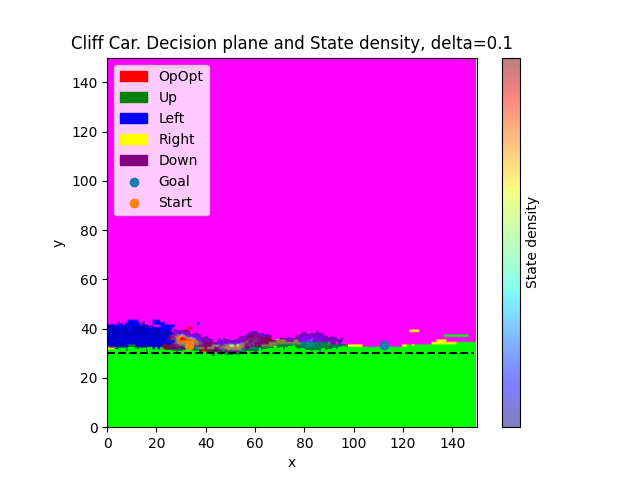 Cliff Car. Decision plane and State density, delta=0.1
OpOpt
Up
Left
Right
Down
Goal
Start
y
140
120
100
80
60
40
20
0
0 20 40 60 80 100 120 140
x
State density